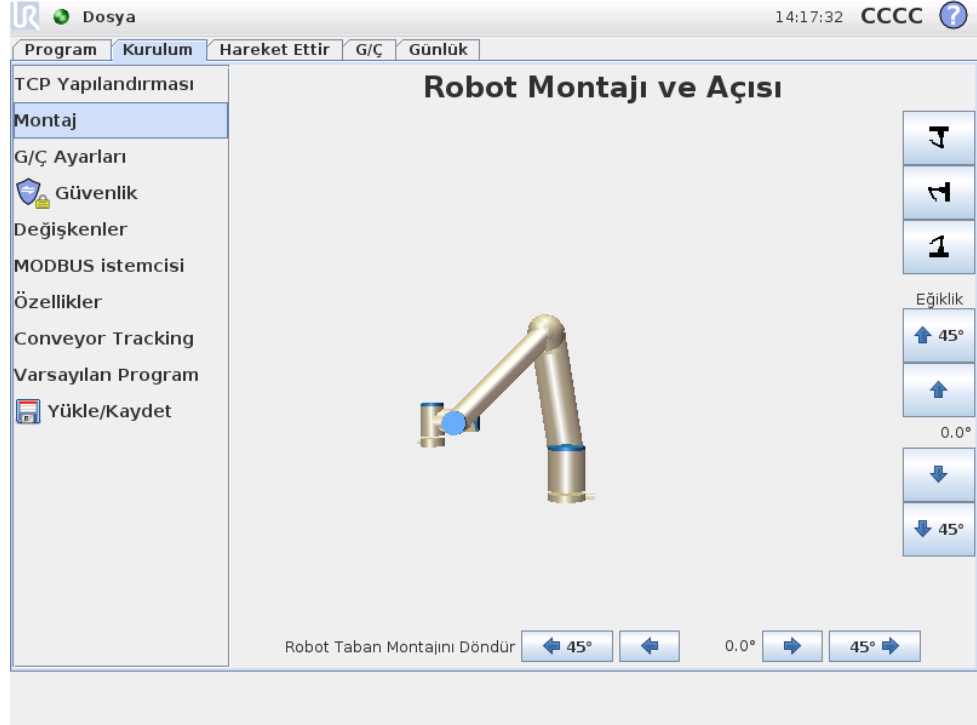 UR Dosya 14:17:32 CCCC ?
Program Kurulum Hareket Ettir G/Ç Günlük
TCP Yapılandırması
Montaj
G/Ç Ayarları
Güvenlik
Değişkenler
MODBUS istemcisi
Özellikler
Conveyor Tracking
Varsayılan Program
Yükle/Kaydet
Robot Montajı ve Açısı
Eğiklik
45°
0.0°
45°
Robot Taban Montajını Döndür 45° 0.0° 45°